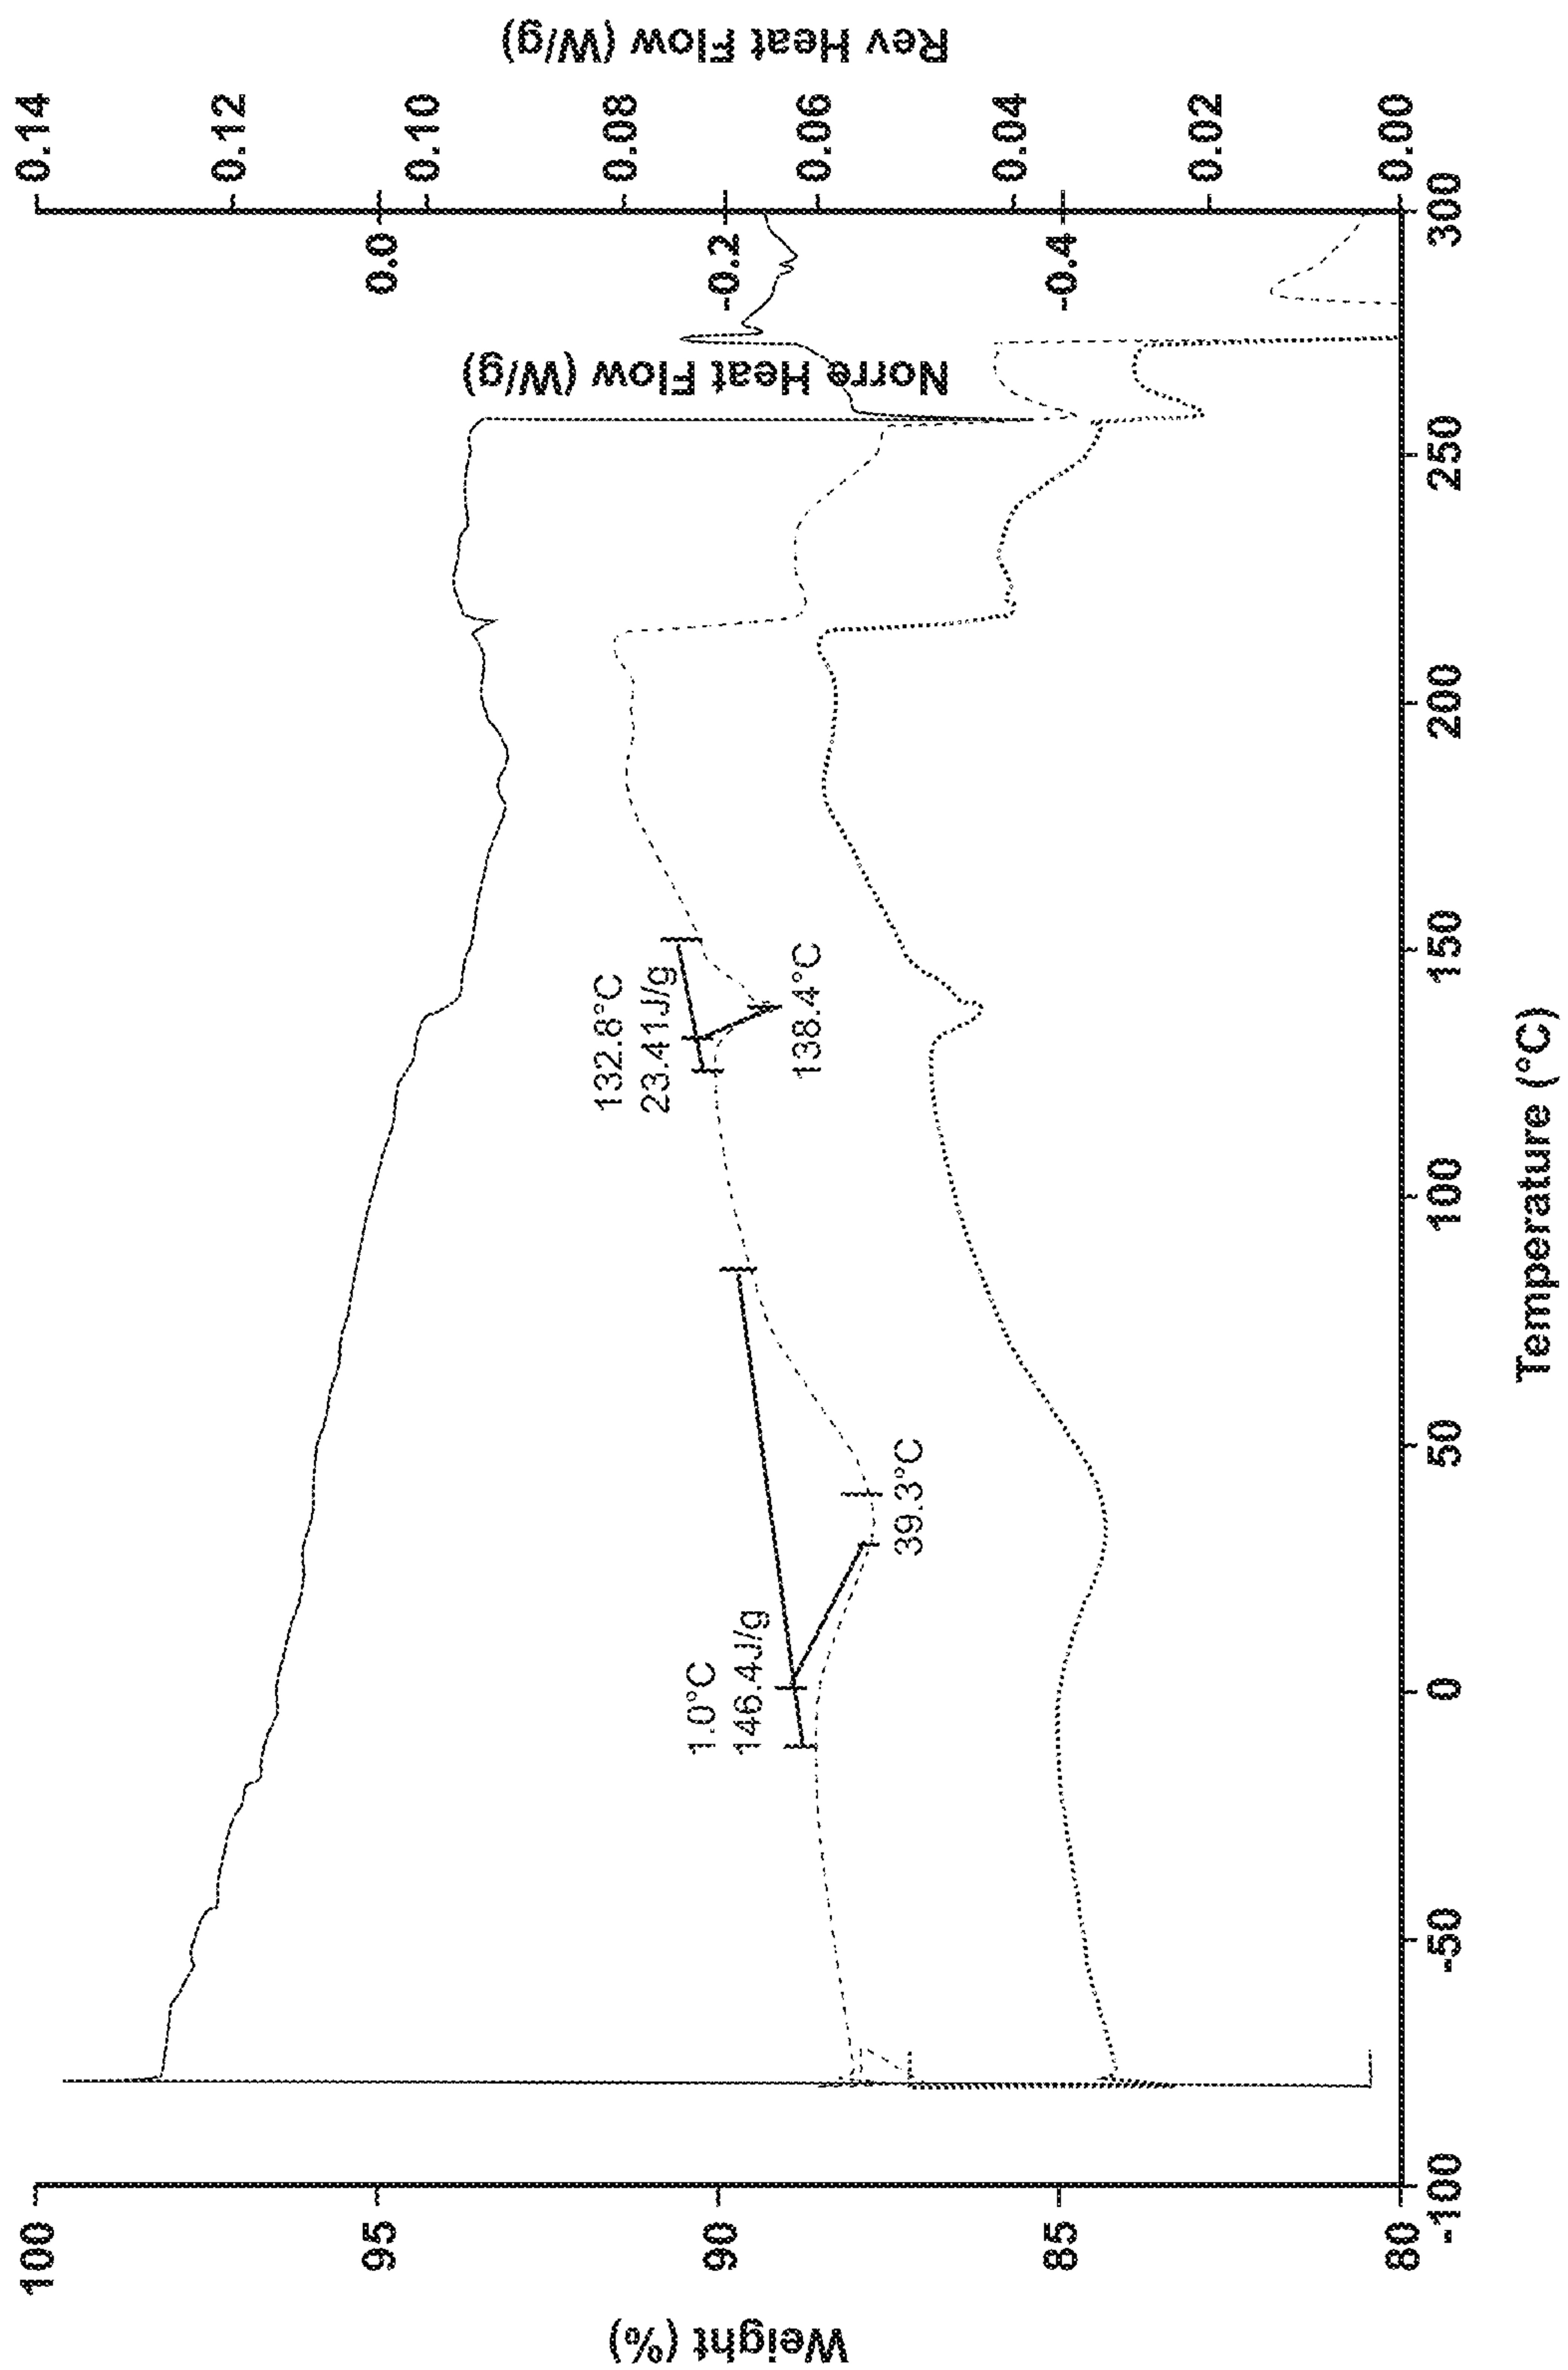 Weight (%)
100
95
90
85
80
1.0°C
146.4J/g
39.3°C
132.8°C
23.41J/g
138.4°C
-100
-50
0
50
100
150
200
250
300
Temperature (°C)
Norre Heat Flow (W/g)
0.0
-0.2
-0.4
0.14
0.12
0.10
0.08
0.06
0.04
0.02
0.00
Rev Heat Flow (W/g)